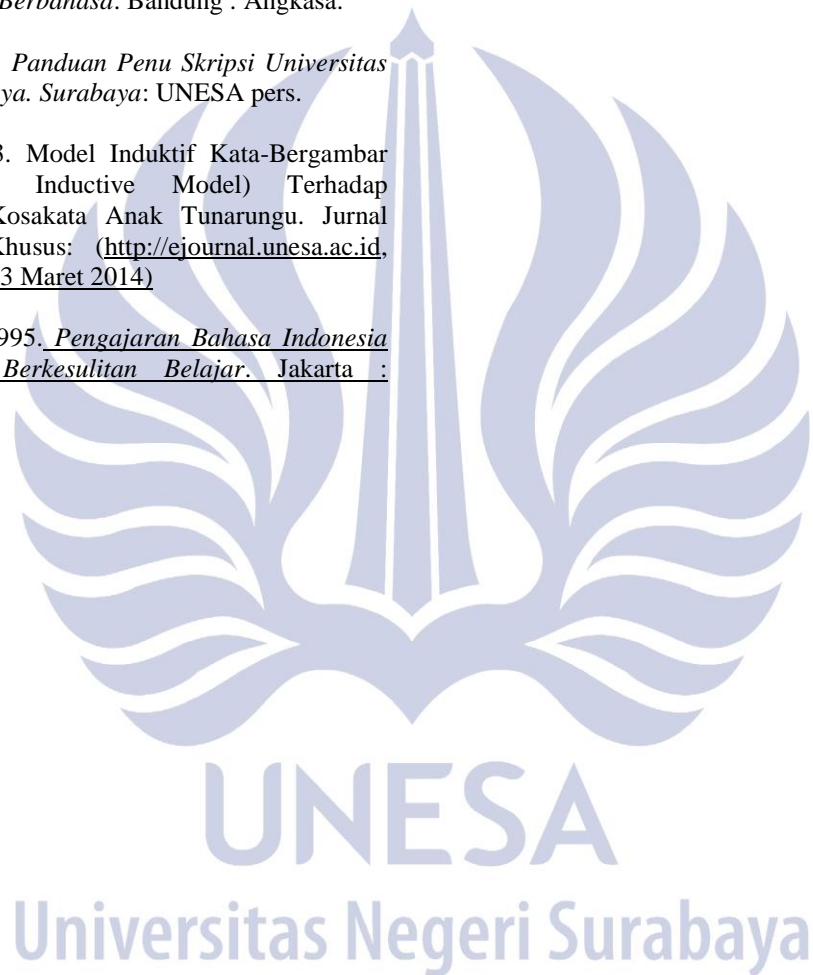 Berbahasa. Bandung : Angkasa.
Panduan Penu Skripsi Universitas
ya. Surabaya: UNESA pers.
3. Model Induktif Kata-Bergambar
Inductive Model) Terhadap
Kosakata Anak Tunarungu. Jurnal
Khusus: (http://ejournal.unesa.ac.id,
3 Maret 2014)
995. Pengajaran Bahasa Indonesia
Berkesulitan Belajar. Jakarta :
UNESA
Universitas Negeri Surabaya